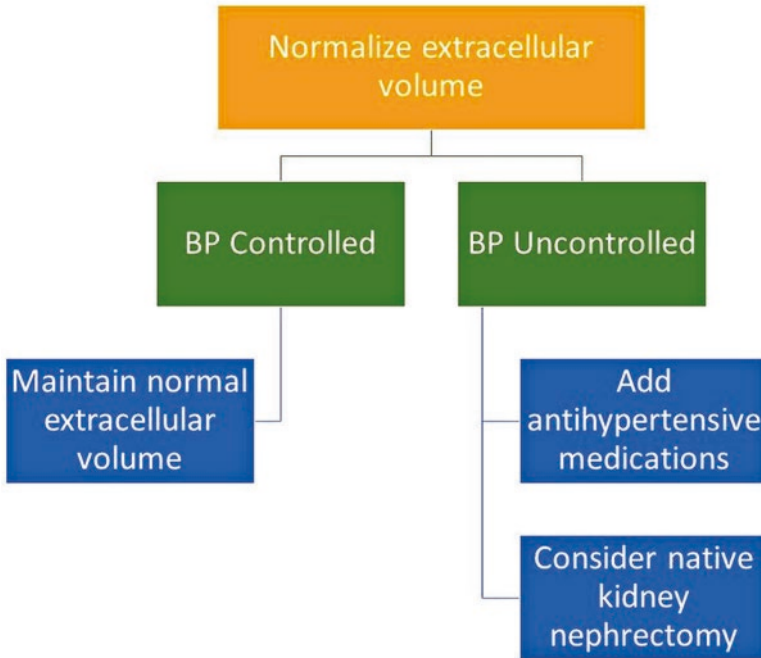 Normalize extracellular
volume
BP Controlled
BP Uncontrolled
Maintain normal
extracellular
volume
Add
antihypertensive
medications
Consider native
kidney
nephrectomy